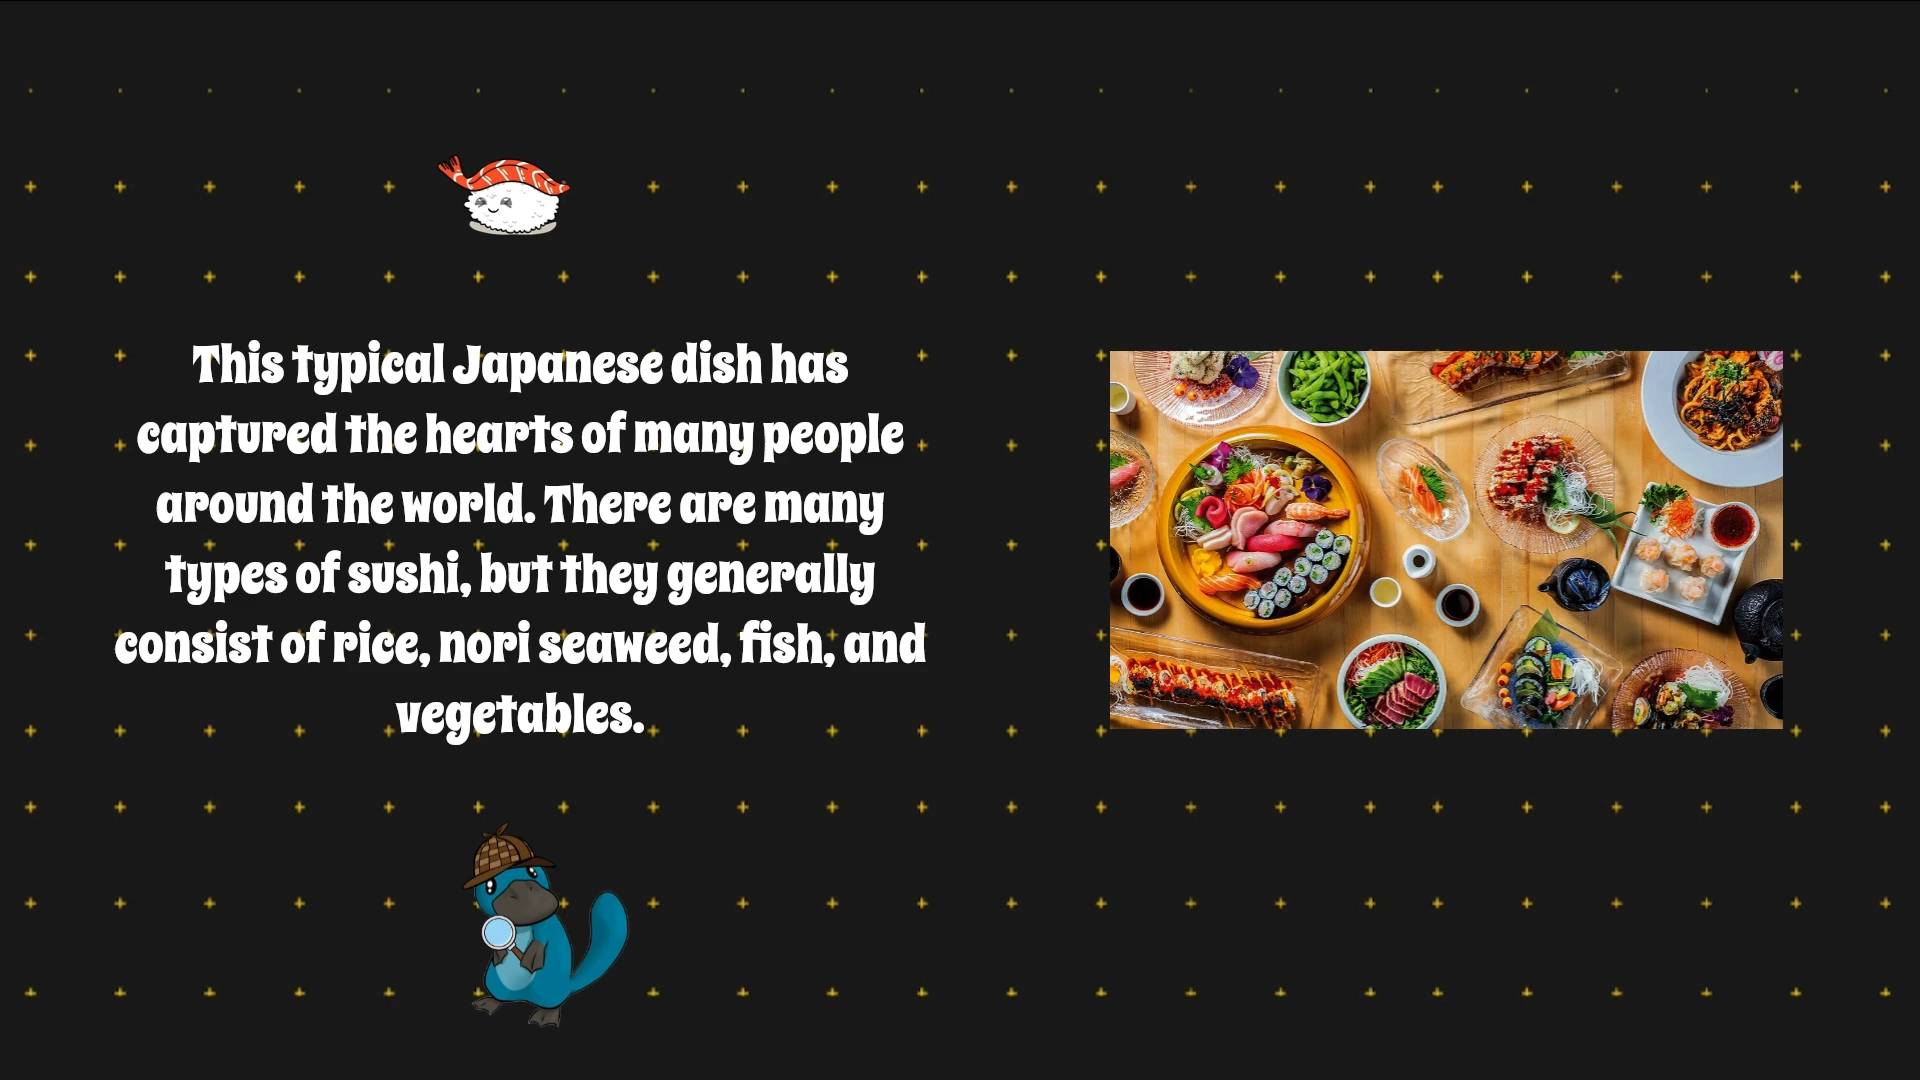 This typical Japanese dish has
captured the hearts of many people
around the world. There are many
types of sushi, but they generally
consist of rice, nori seaweed, fish, and
vegetables.